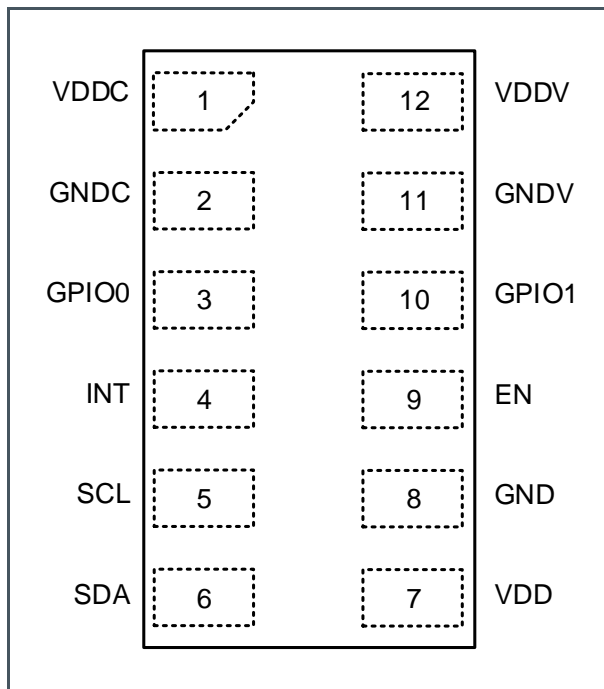 VDDC 1 12 VDDV
GNDC 2 11 GNDV
GPIO0 3 10 GPIO1
INT 4 9 EN
SCL 5 8 GND
SDA 6 7 VDD